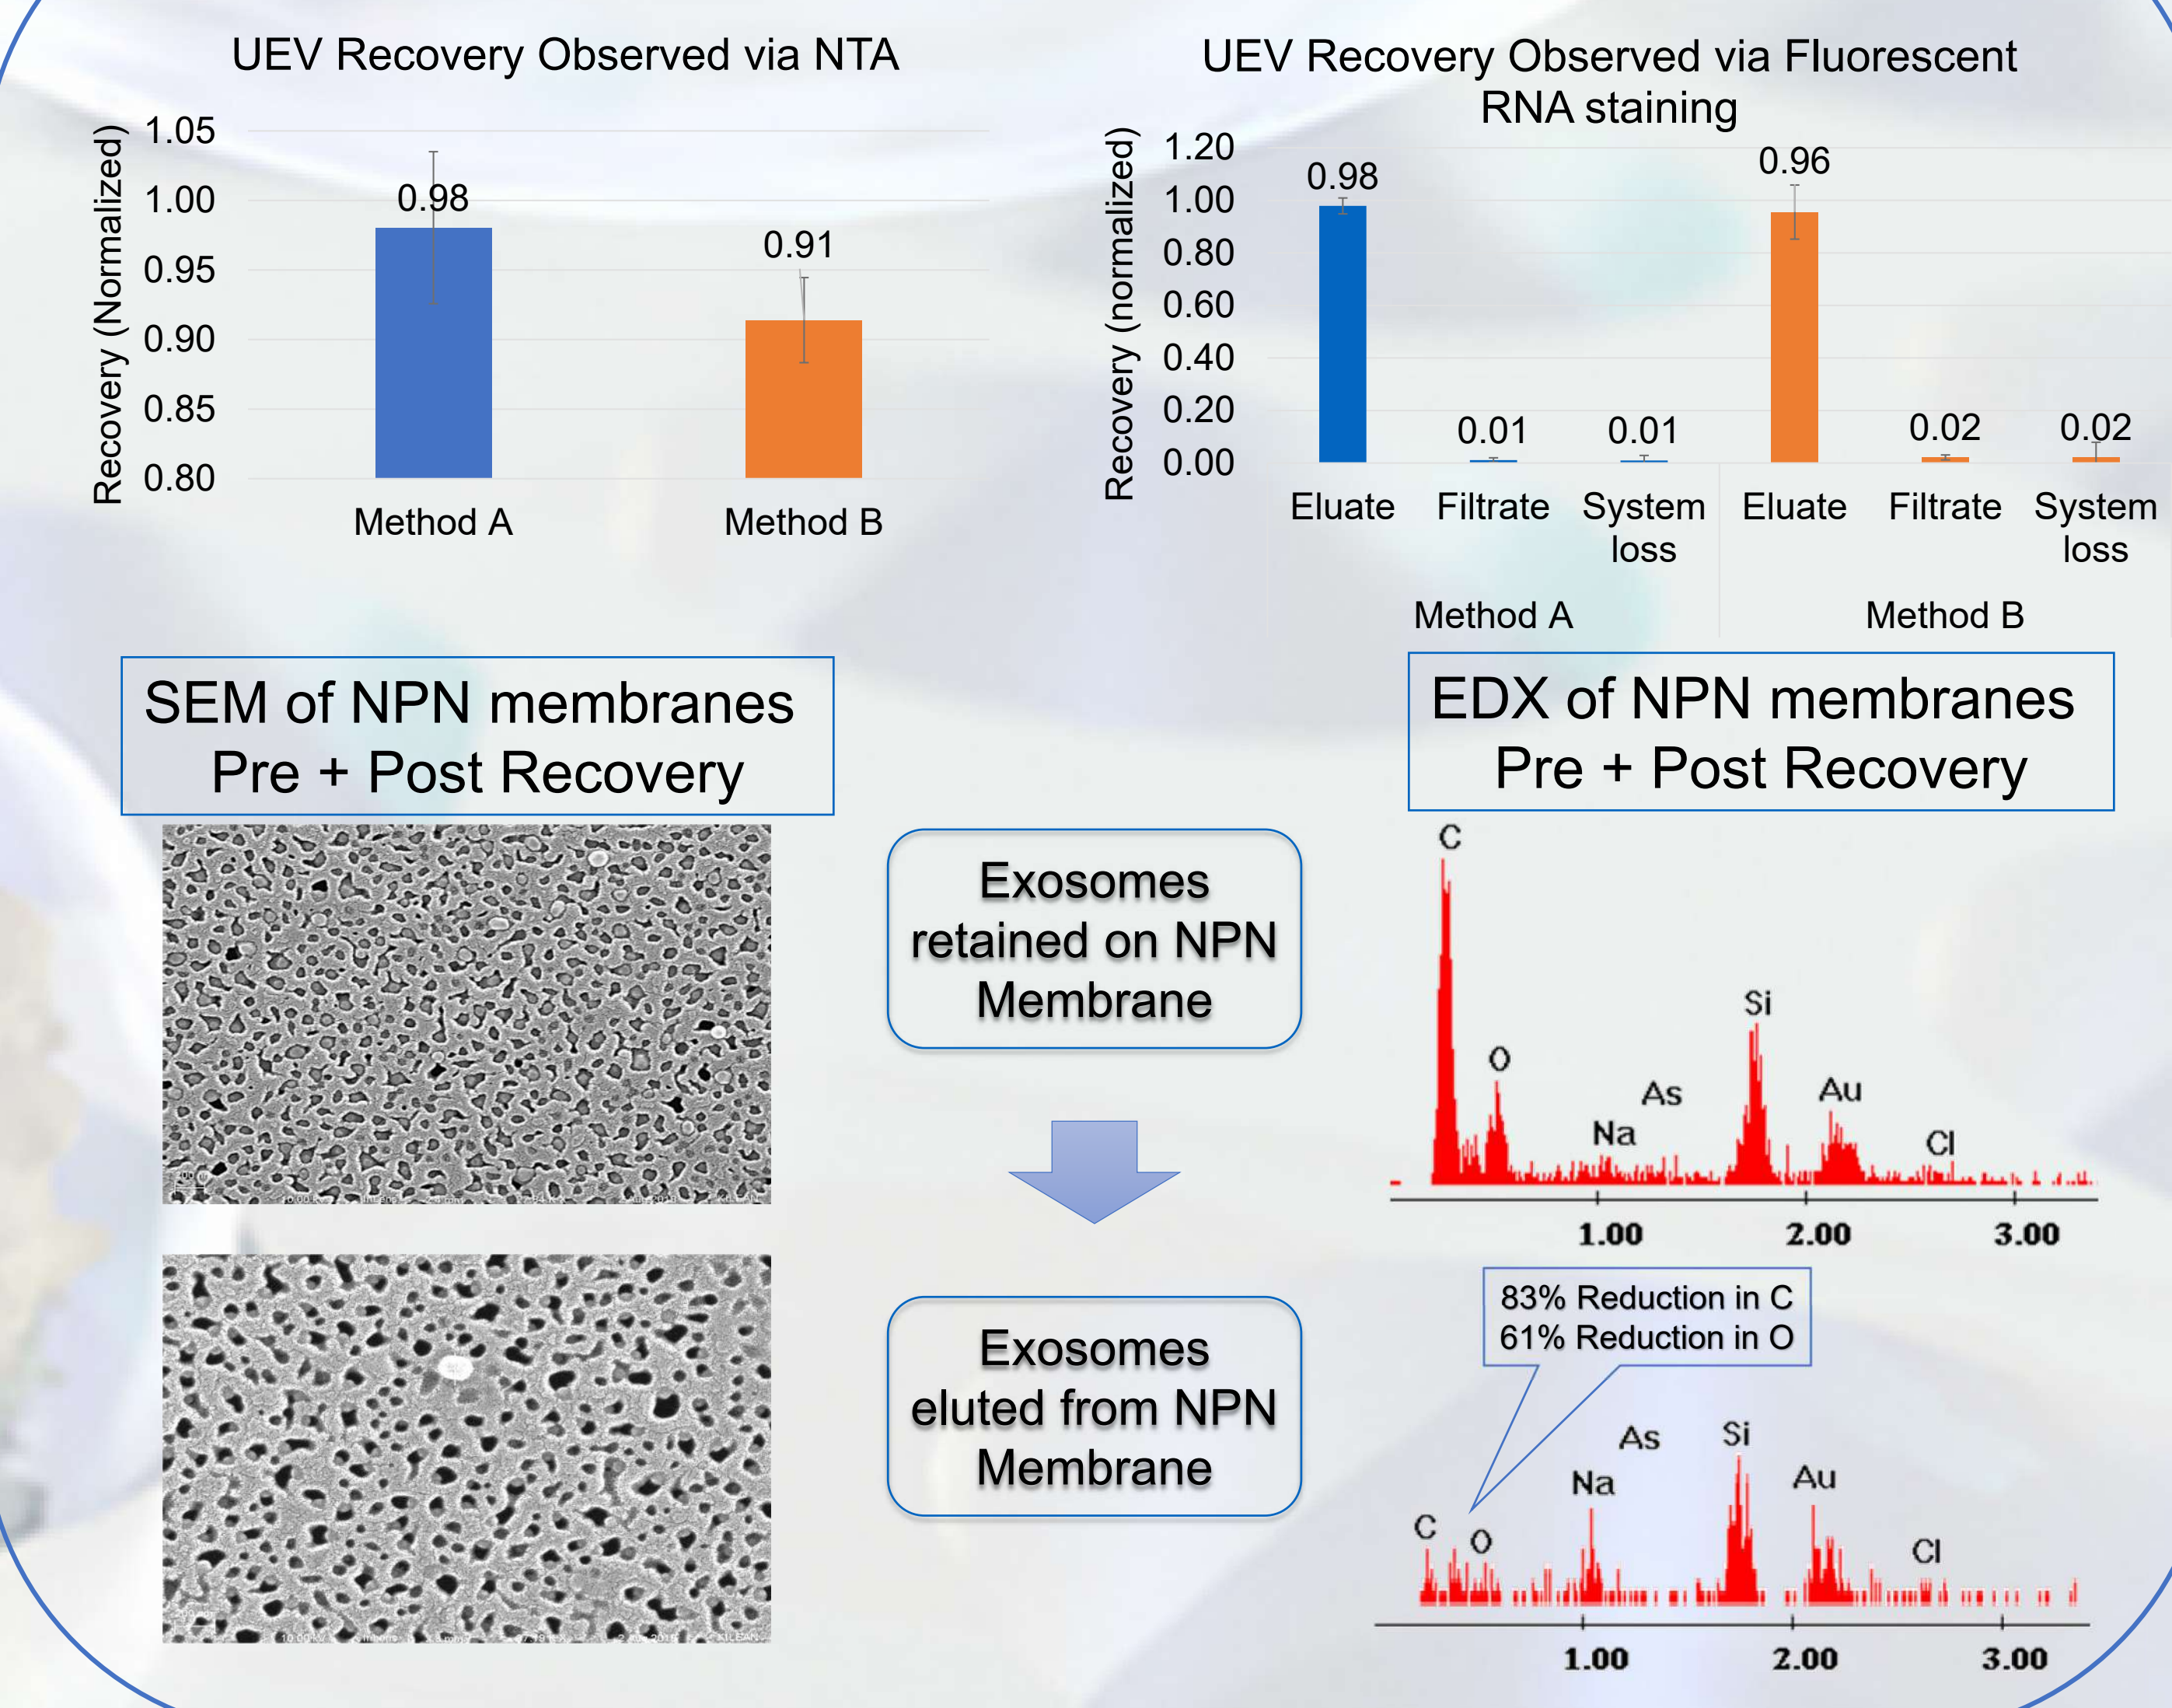 UEV Recovery Observed via NTA
Recovery (Normalized)
1.05
1.00
0.95
0.90
0.85
0.80
0.98
0.91
Method A
Method B
UEV Recovery Observed via Fluorescent
RNA staining
Recovery (normalized)
1.20
1.00
0.80
0.60
0.40
0.20
0.00
0.98
0.01
0.01
0.96
0.02
0.02
Eluate
Filtrate
System
loss
Eluate
Filtrate
System
loss
Method A
Method B
SEM of NPN membranes
Pre + Post Recovery
EDX of NPN membranes
Pre + Post Recovery
Exosomes
retained on NPN
Membrane
Exosomes
eluted from NPN
Membrane
C
O
Na
As
Si
Au
Cl
1.00
2.00
3.00
83% Reduction in C
61% Reduction in O
C
O
Na
As
Si
Au
Cl
1.00
2.00
3.00